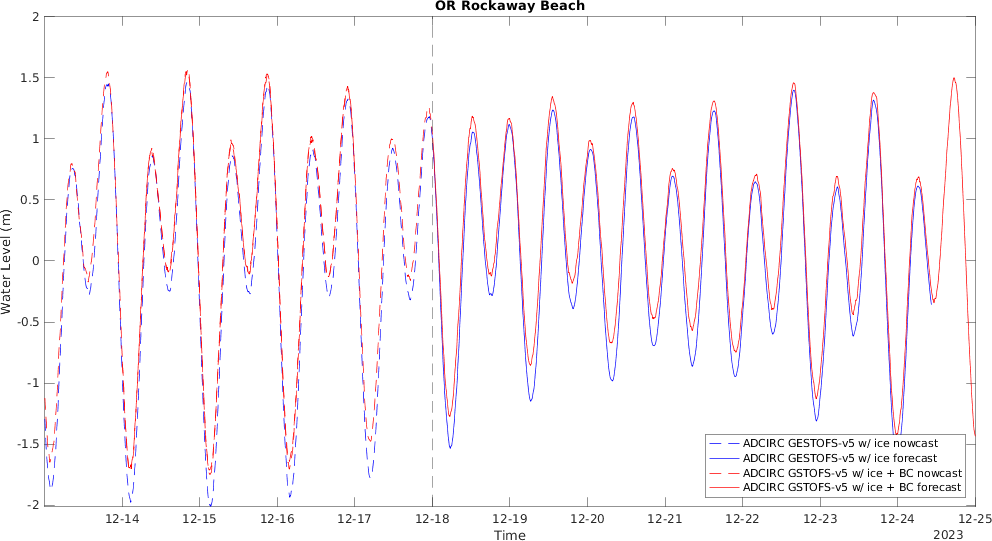 OR Rockaway Beach
2
1.5
1
0.5
0
-0.5
-1
-1.5
-2
Water Level (m)
ADCIRC GESTOFS-v5 w/ ice nowcast
ADCIRC GESTOFS-v5 w/ ice forecast
ADCIRC GSTOFS-v5 w/ ice + BC nowcast
ADCIRC GSTOFS-v5 w/ ice + BC forecast
12-14 12-15 12-16 12-17 12-18 12-19 12-20 12-21 12-22 12-23 12-24 12-25
Time
2023